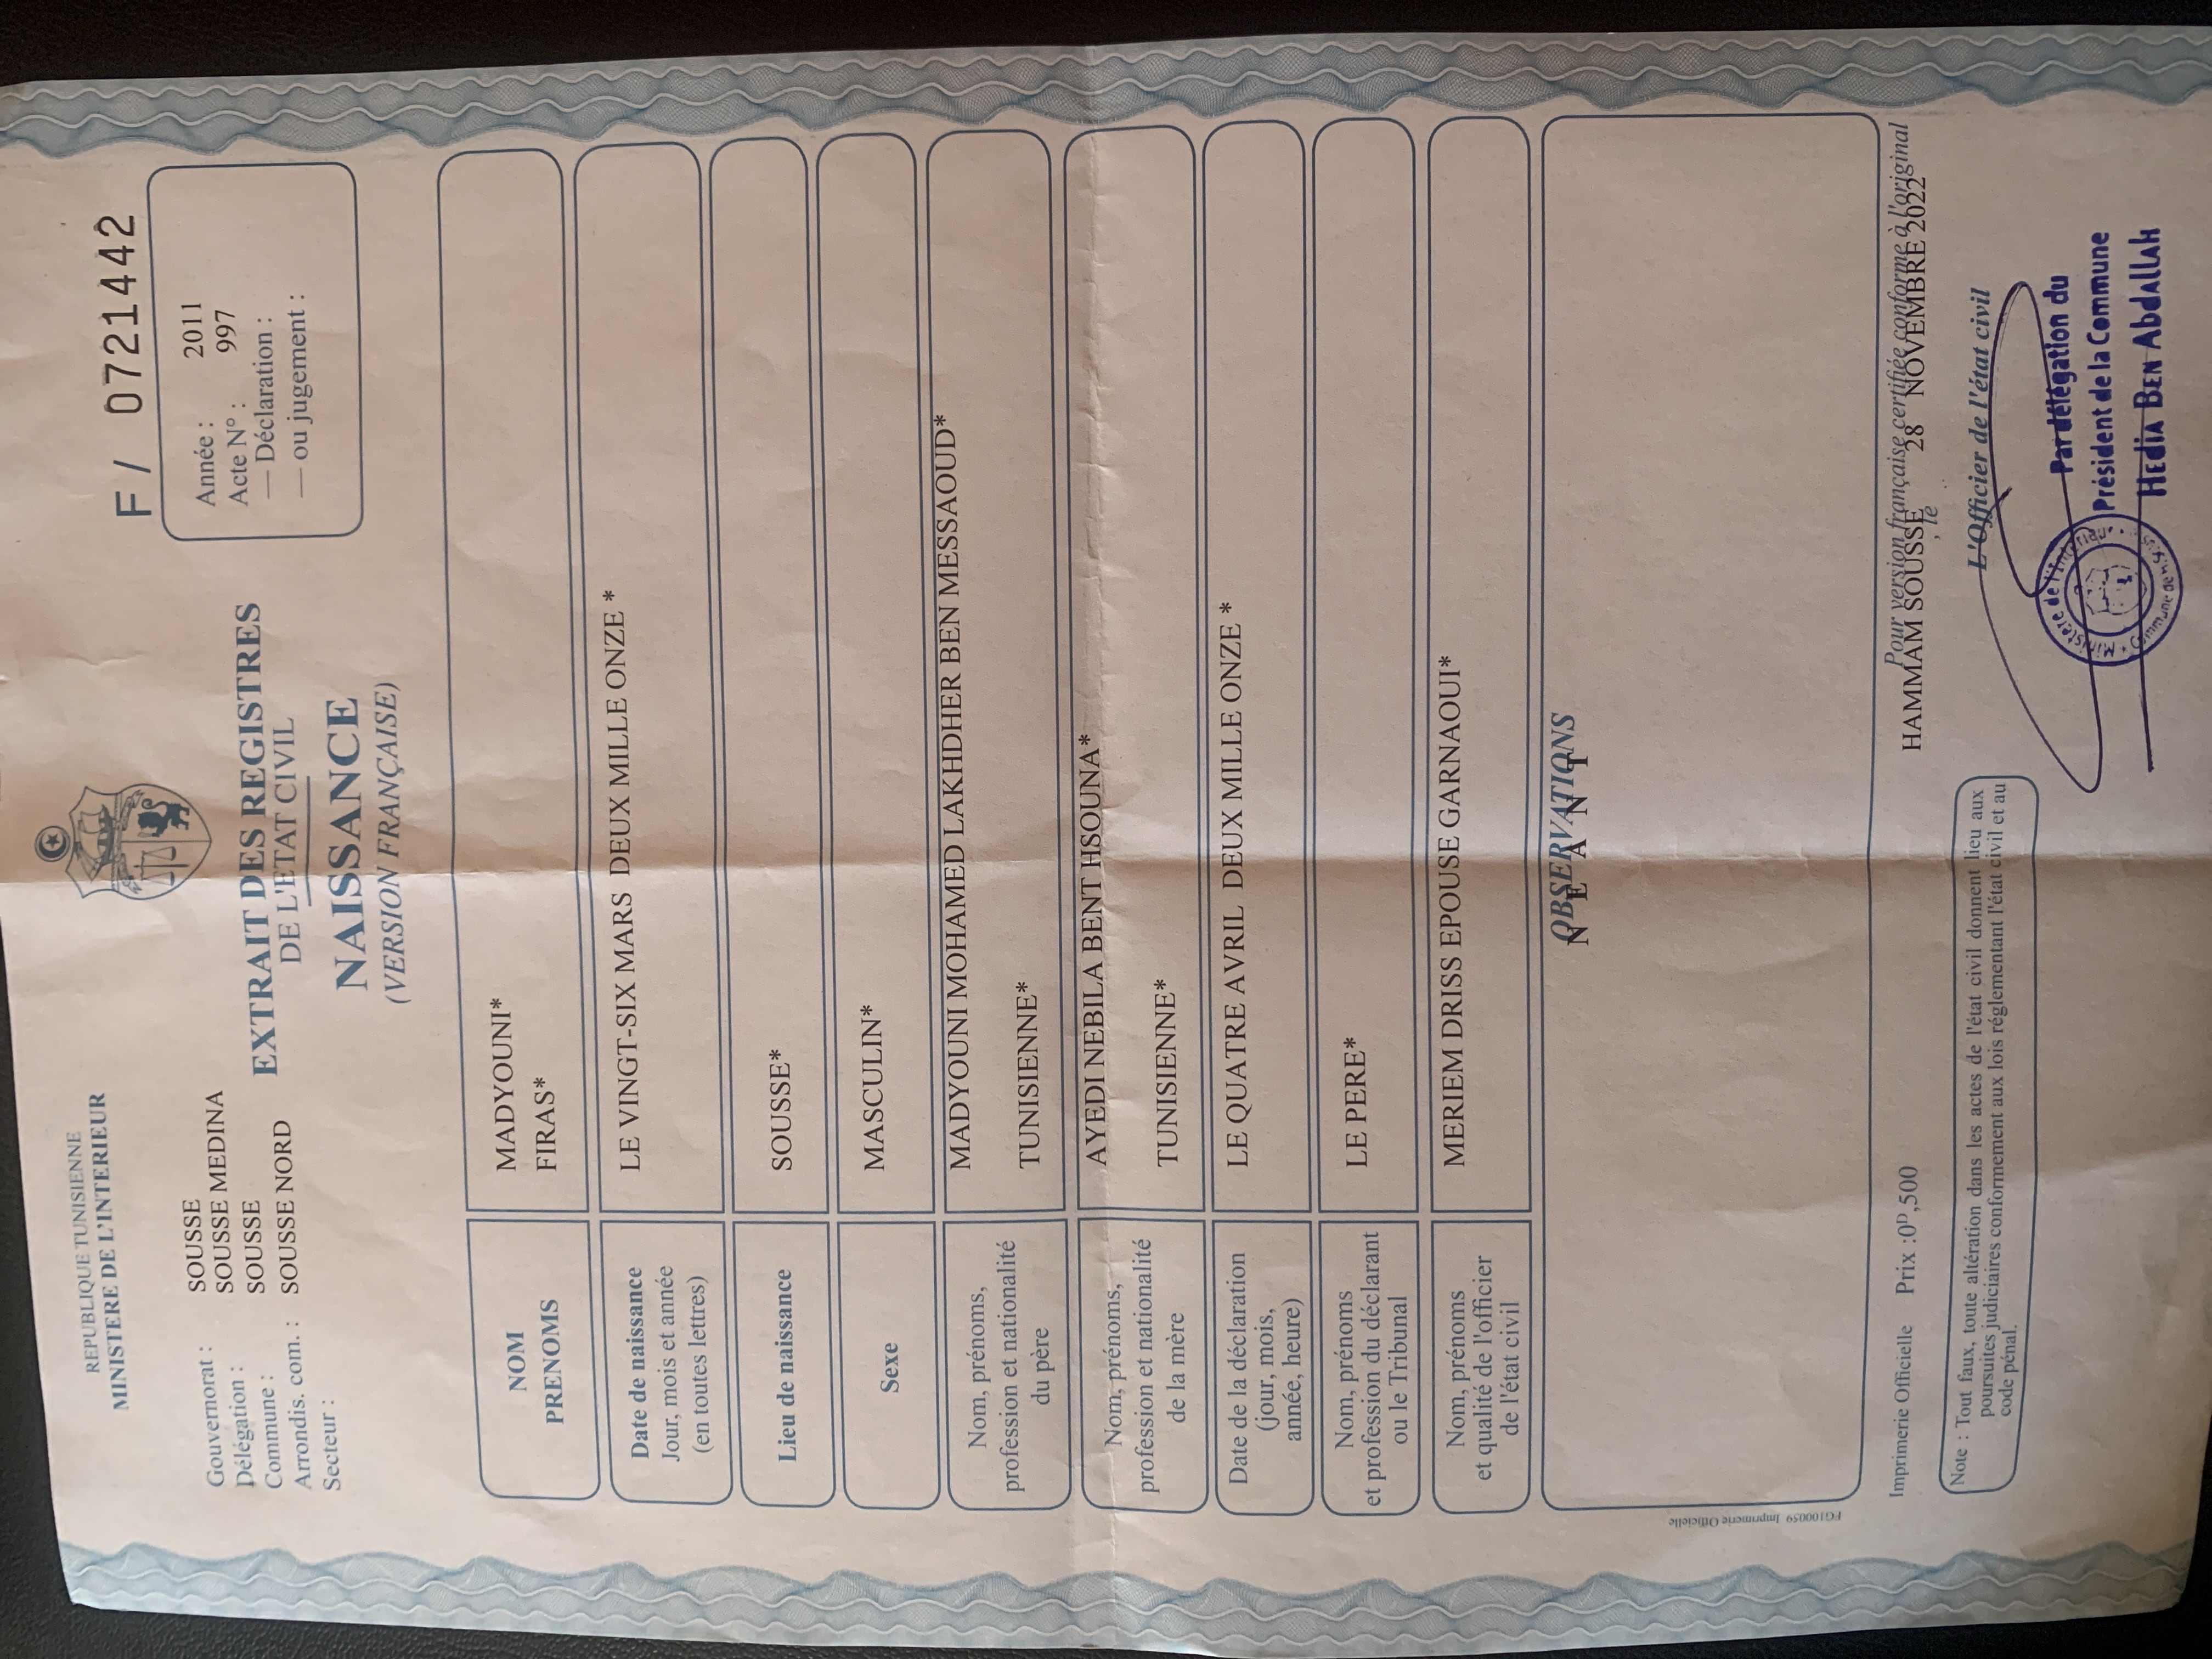 REPUBLIQUE TUNISIENNE
MINISTERE DE L'INTERIEUR
F / 0721442
Gouvernorat : SOUSSE
Délégation : SOUSSE MEDINA
Commune : SOUSSE
Arrondis. com. : SOUSSE NORD
Secteur :
EXTRAIT DES REGISTRES
DE L'ETAT CIVIL
NAISSANCE
(VERSION FRANÇAISE)
Année : 2011
Acte N° : 997
— Déclaration :
— ou jugement :
NOM
PRENOMS
MADYOUNI*
FIRAS*
Date de naissance
Jour, mois et année
(en toutes lettres)
LE VINGT-SIX MARS DEUX MILLE ONZE *
Lieu de naissance
SOUSSE*
Sexe
MASCULIN*
Nom, prénoms,
profession et nationalité
du père
MADYOUNI MOHAMED LAKHDHER BEN MESSAOUD*
TUNISIENNE*
Nom, prénoms,
profession et nationalité
de la mère
AYEDI NEBILA BENT HSOUNA*
TUNISIENNE*
Date de la déclaration
(jour, mois,
année, heure)
LE QUATRE AVRIL DEUX MILLE ONZE *
Nom, prénoms
et profession du déclarant
ou le Tribunal
LE PERE*
Nom, prénoms
et qualité de l'officier
de l'état civil
MERIEM DRISS EPOUSE GARNAOUI*
OBSERVATIONS
N E A N T
FG100059 Imprimerie Officielle
Imprimerie Officielle Prix :0ᴰ,500
Pour version française certifiée conforme à l'original
HAMMAM SOUSSE , le 28 NOVEMBRE 2022
L'Officier de l'état civil
Par délégation du
Président de la Commune
HEDIA BEN AbdALLAH
Ministère de l'Intérieur
Note : Tout faux, toute altération dans les actes de l'état civil donnent lieu aux
poursuites judiciaires conformement aux lois réglementant l'état civil et au
code pénal.